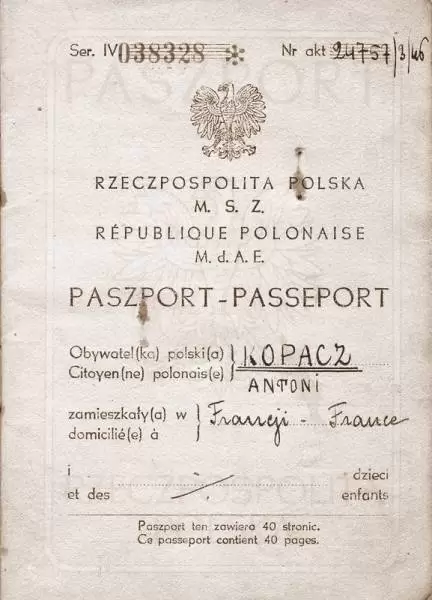 Ser. IV 038328 * Nr akt 24757/3/46
PASZPORT
RZECZPOSPOLITA POLSKA
M. S. Z.
RÉPUBLIQUE POLONAISE
M. d. A. E.
PASZPORT-PASSEPORT
Obywatel(ka) polski(a) } KOPACZ
Citoyen(ne) polonais(e) } ANTONI
zamieszkały(a) w } Francji - France
domicilié(e) à
i dzieci
et des -/- enfants
RZECZPOSPOLITA
Paszport ten zawiera 40 stronic.
Ce passeport contient 40 pages.